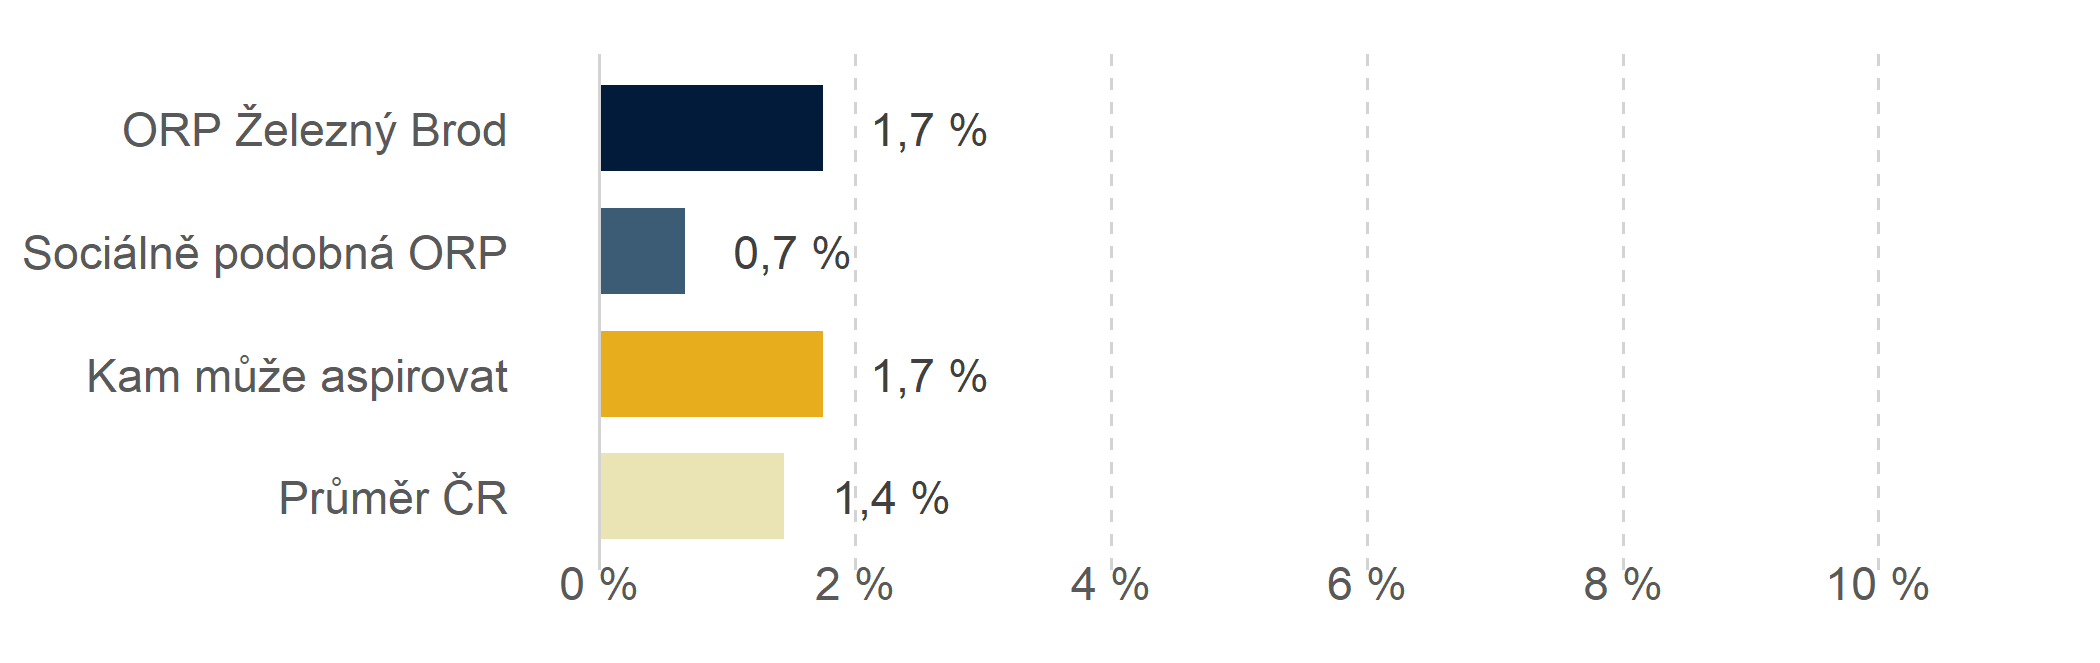 ORP Železný Brod 1,7 %
Sociálně podobná ORP 0,7 %
Kam může aspirovat 1,7 %
Průměr ČR 1,4 %
0 % 2 % 4 % 6 % 8 % 10 %